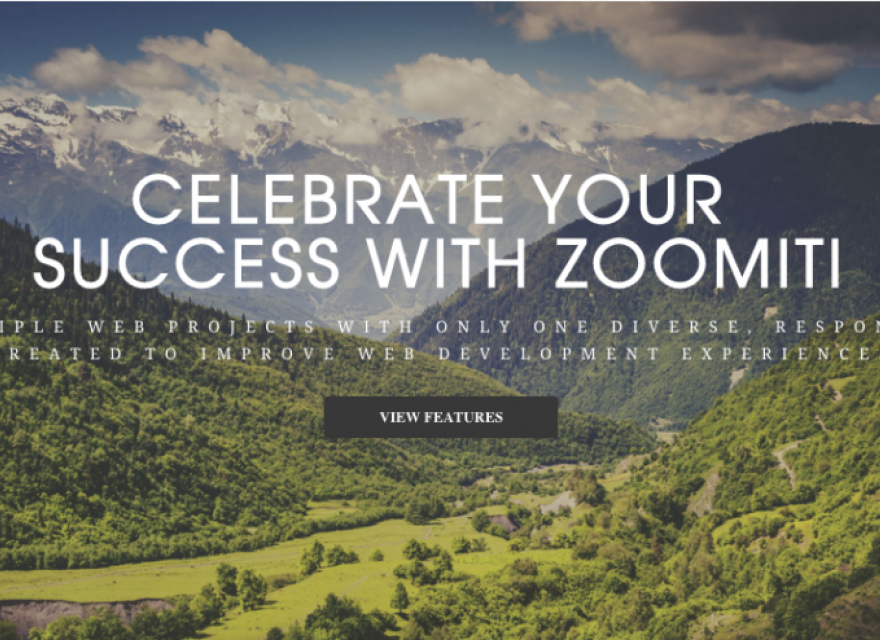 CELEBRATE YOUR
SUCCESS WITH ZOOMITI
WEB PROJECTS WITH ONLY ONE DIVERSE,
TO IMPROVE WEB DEVELOPMENT EXPERIENCE
VIEW FEATURES